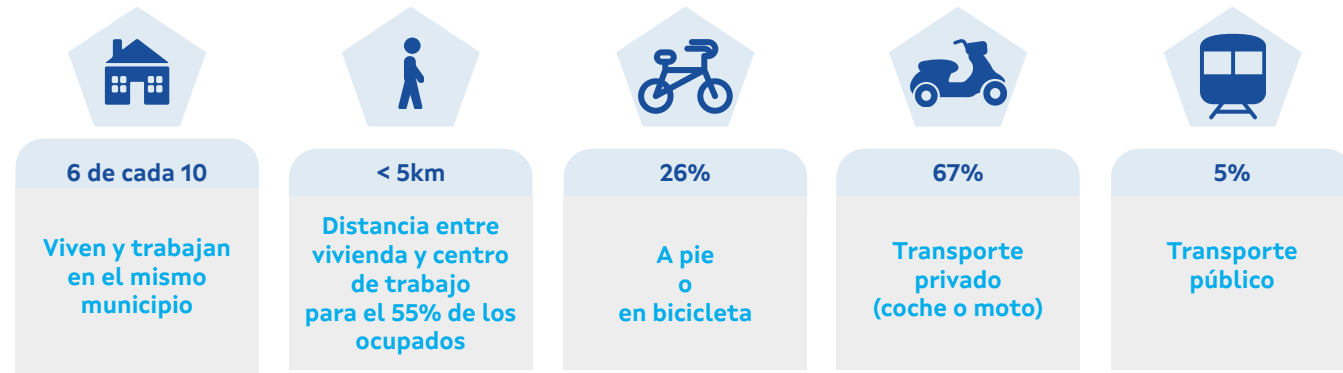 6 de cada 10
Viven y trabajan
en el mismo
municipio
< 5km
Distancia entre
vivienda y centro
de trabajo
para el 55% de los
ocupados
26%
A pie
o
en bicicleta
67%
Transporte
privado
(coche o moto)
5%
Transporte
público